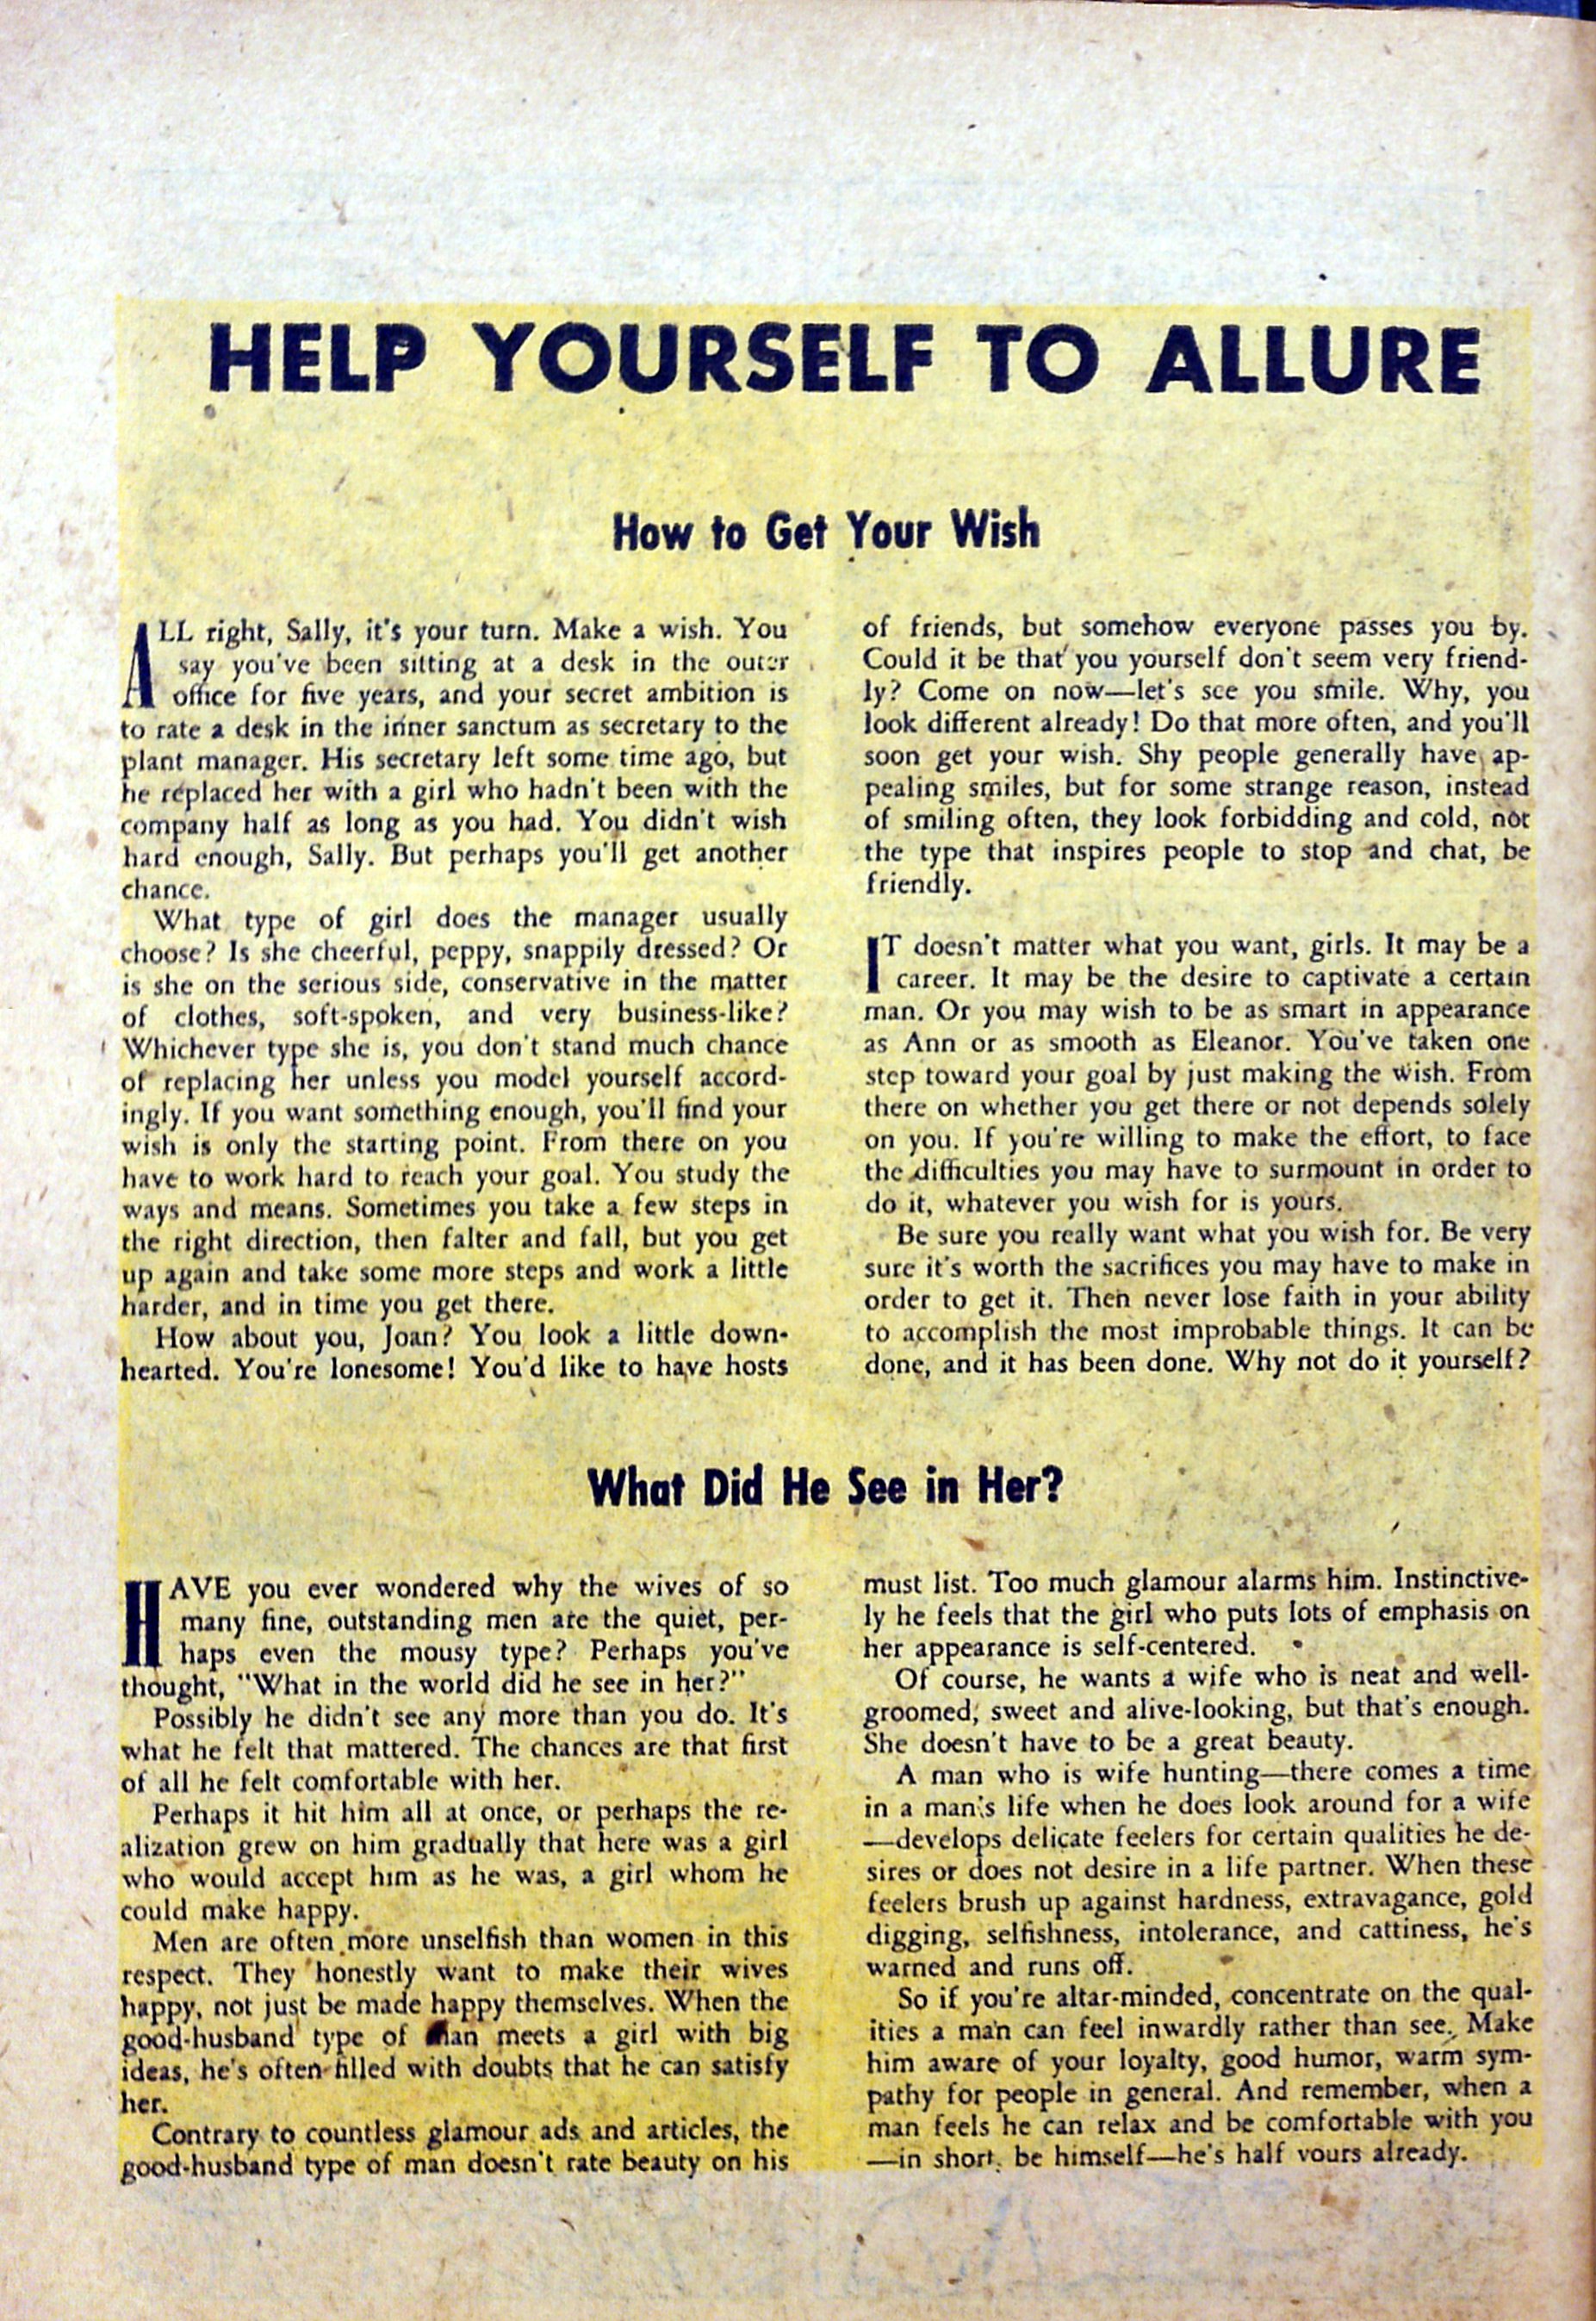 HELP YOURSELF TO ALLURE
How to Get Your Wish
ALL right, Sally, it's your turn. Make a wish. You
say you've been sitting at a desk in the outer
office for five years, and your secret ambition is
to rate a desk in the inner sanctum as secretary to the
plant manager. His secretary left some time ago, but
he replaced her with a girl who hadn't been with the
company half as long as you had. You didn't wish
hard enough, Sally. But perhaps you'll get another
chance.
What type of girl does the manager usually
choose? Is she cheerful, peppy, snappily dressed? Or
is she on the serious side, conservative in the matter
of clothes, soft-spoken, and very business-like?
Whichever type she is, you don't stand much chance
of replacing her unless you model yourself accord-
ingly. If you want something enough, you'll find your
wish is only the starting point. From there on you
have to work hard to reach your goal. You study the
ways and means. Sometimes you take a few steps in
the right direction, then falter and fall, but you get
up again and take some more steps and work a little
harder, and in time you get there.
How about you, Joan? You look a little down-
hearted. You're lonesome! You'd like to have hosts
of friends, but somehow everyone passes you by.
Could it be that you yourself don't seem very friend-
ly? Come on now—let's see you smile. Why, you
look different already! Do that more often, and you'll
soon get your wish. Shy people generally have ap-
pealing smiles, but for some strange reason, instead
of smiling often, they look forbidding and cold, not
the type that inspires people to stop and chat, be
friendly.
IT doesn't matter what you want, girls. It may be a
career. It may be the desire to captivate a certain
man. Or you may wish to be as smart in appearance
as Ann or as smooth as Eleanor. You've taken one
step toward your goal by just making the wish. From
there on whether you get there or not depends solely
on you. If you're willing to make the effort, to face
the difficulties you may have to surmount in order to
do it, whatever you wish for is yours.
Be sure you really want what you wish for. Be very
sure it's worth the sacrifices you may have to make in
order to get it. Then never lose faith in your ability
to accomplish the most improbable things. It can be
done, and it has been done. Why not do it yourself?
What Did He See in Her?
HAVE you ever wondered why the wives of so
many fine, outstanding men are the quiet, per-
haps even the mousy type? Perhaps you've
thought, "What in the world did he see in her?"
Possibly he didn't see any more than you do. It's
what he felt that mattered. The chances are that first
of all he felt comfortable with her.
Perhaps it hit him all at once, or perhaps the re-
alization grew on him gradually that here was a girl
who would accept him as he was, a girl whom he
could make happy.
Men are often more unselfish than women in this
respect. They honestly want to make their wives
happy, not just be made happy themselves. When the
good-husband type of man meets a girl with big
ideas, he's often filled with doubts that he can satisfy
her.
Contrary to countless glamour ads and articles, the
good-husband type of man doesn't rate beauty on his
must list. Too much glamour alarms him. Instinctive-
ly he feels that the girl who puts lots of emphasis on
her appearance is self-centered.
Of course, he wants a wife who is neat and well-
groomed, sweet and alive-looking, but that's enough.
She doesn't have to be a great beauty.
A man who is wife hunting—there comes a time
in a man's life when he does look around for a wife
—develops delicate feelers for certain qualities he de-
sires or does not desire in a life partner. When these
feelers brush up against hardness, extravagance, gold
digging, selfishness, intolerance, and cattiness, he's
warned and runs off.
So if you're altar-minded, concentrate on the qual-
ities a man can feel inwardly rather than see. Make
him aware of your loyalty, good humor, warm sym-
pathy for people in general. And remember, when a
man feels he can relax and be comfortable with you
—in short, be himself—he's half yours already.